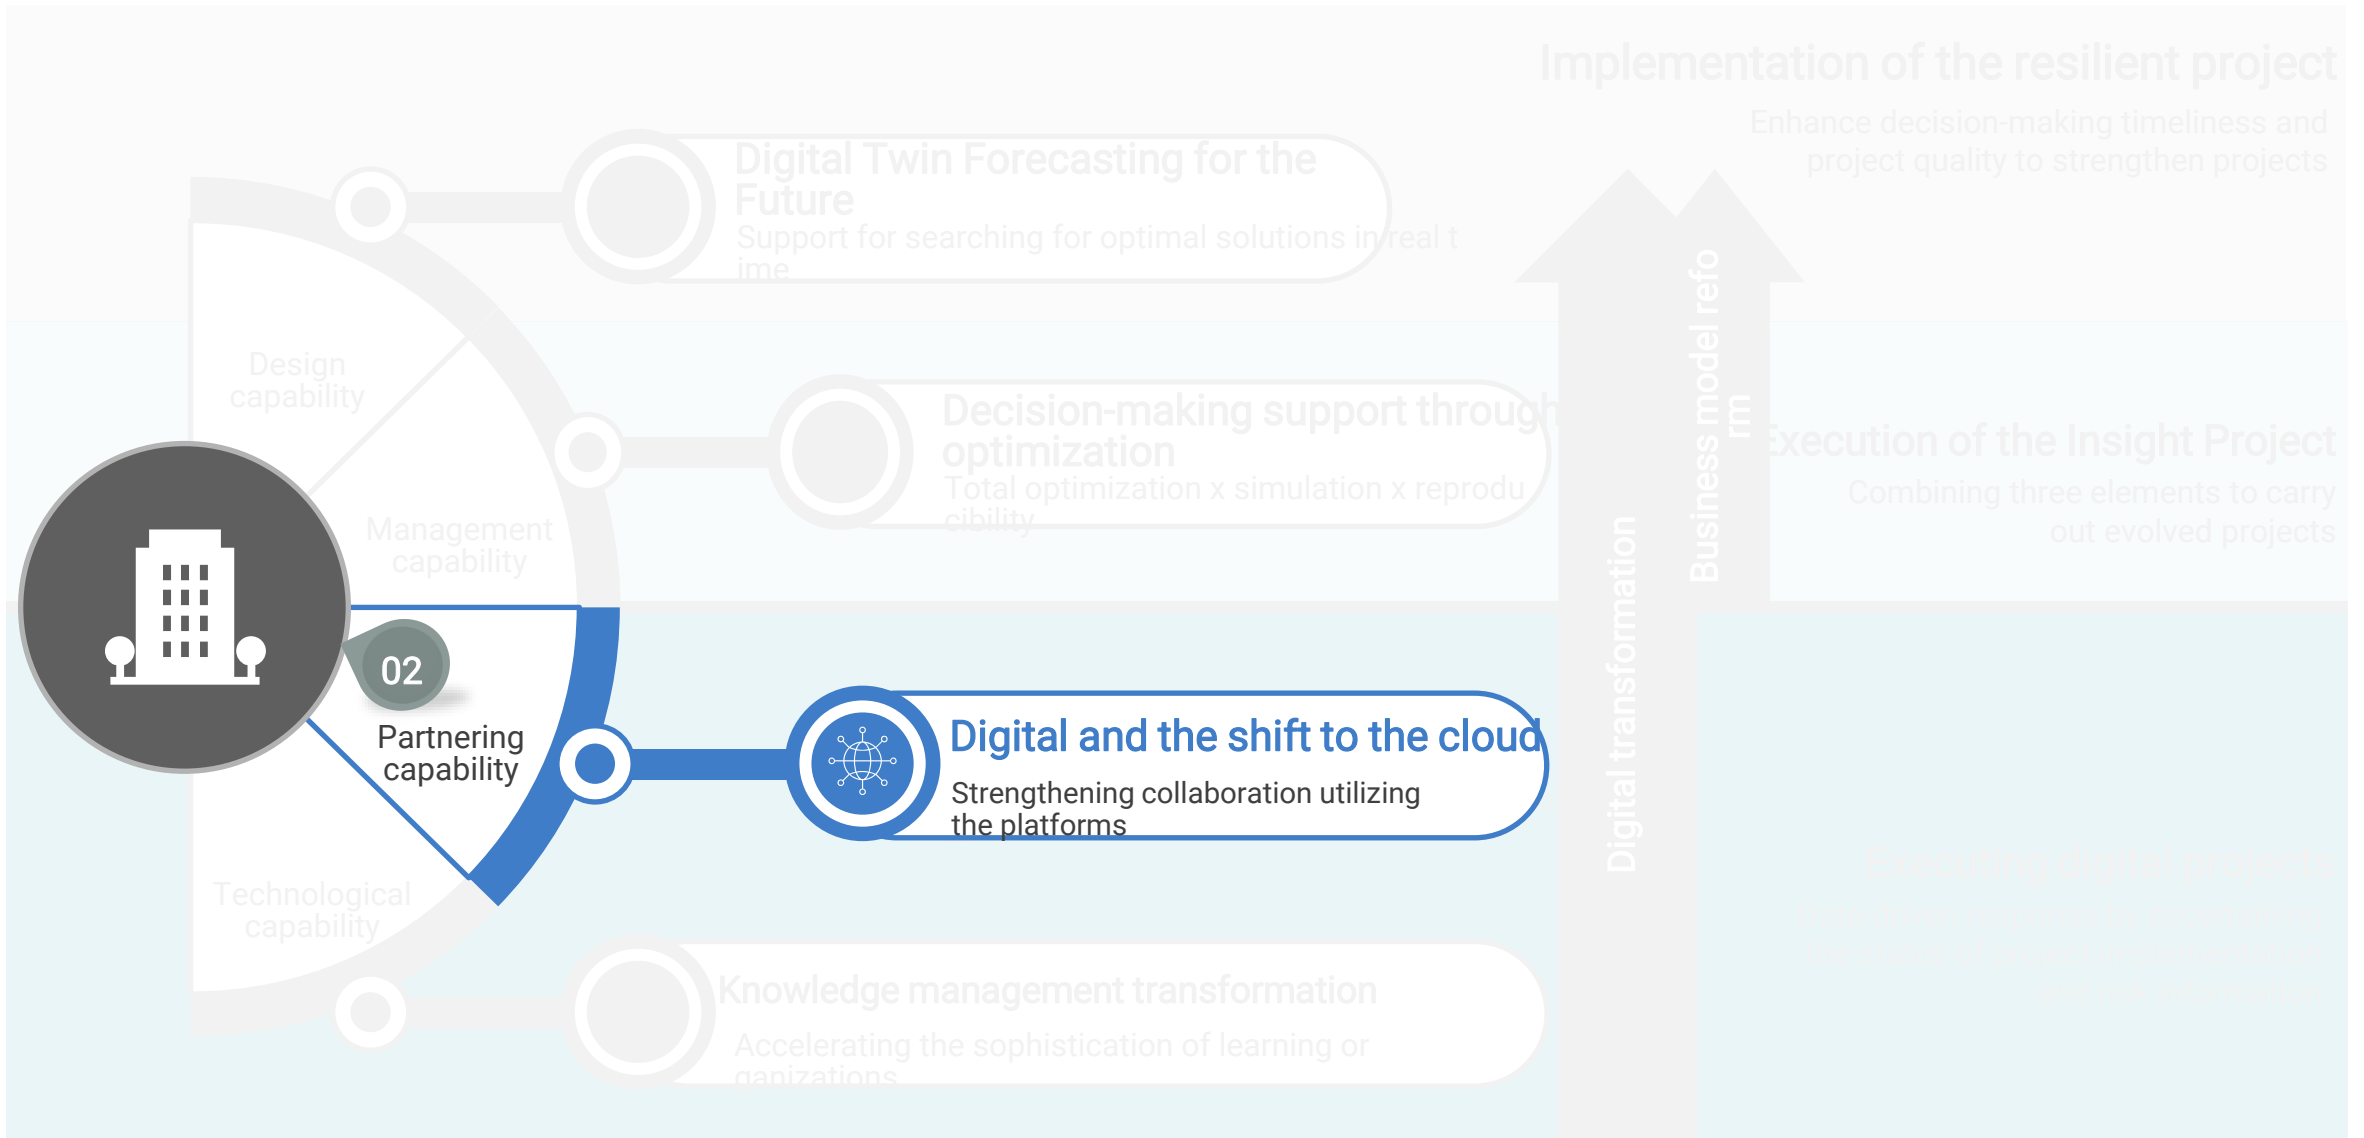 Implementation of the resilient project
Enhance decision-making timeliness and
project quality to strengthen projects
Digital Twin Forecasting for the
Future
Support for searching for optimal solutions in real t
ime
Design
capability
Decision-making support through
optimization
Total optimization x simulation x reprodu
cibility
Business model refo
rm
Execution of the Insight Project
Combining three elements to carry
out evolved projects
Management
capability
Digital transformation
02
Partnering
capability
Digital and the shift to the cloud
Strengthening collaboration utilizing
the platforms
Technological
capability
Executing digital projects
Knowledge management transformation
Accelerating the sophistication of learning or
ganizations